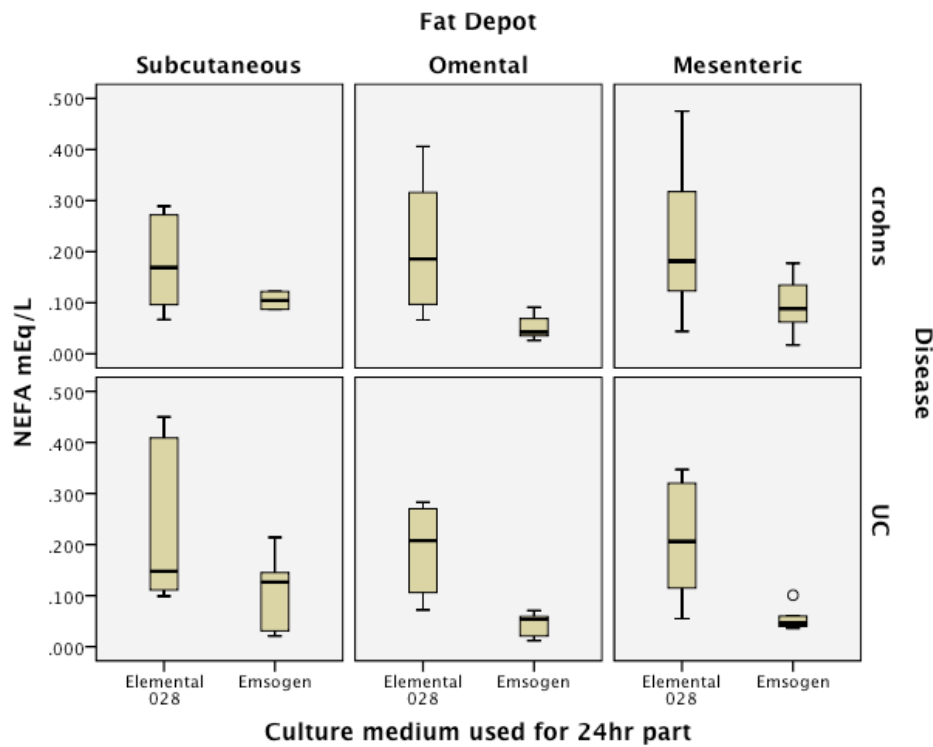 Fat Depot
Subcutaneous Omental Mesenteric
.500
.400
.300
.200
.100
.000
crohns
.500
.400
.300
.200
.100
.000
UC
NEFA mEq/L
Disease
Elemental 028 Emsogen Elemental 028 Emsogen Elemental 028 Emsogen
Culture medium used for 24hr part